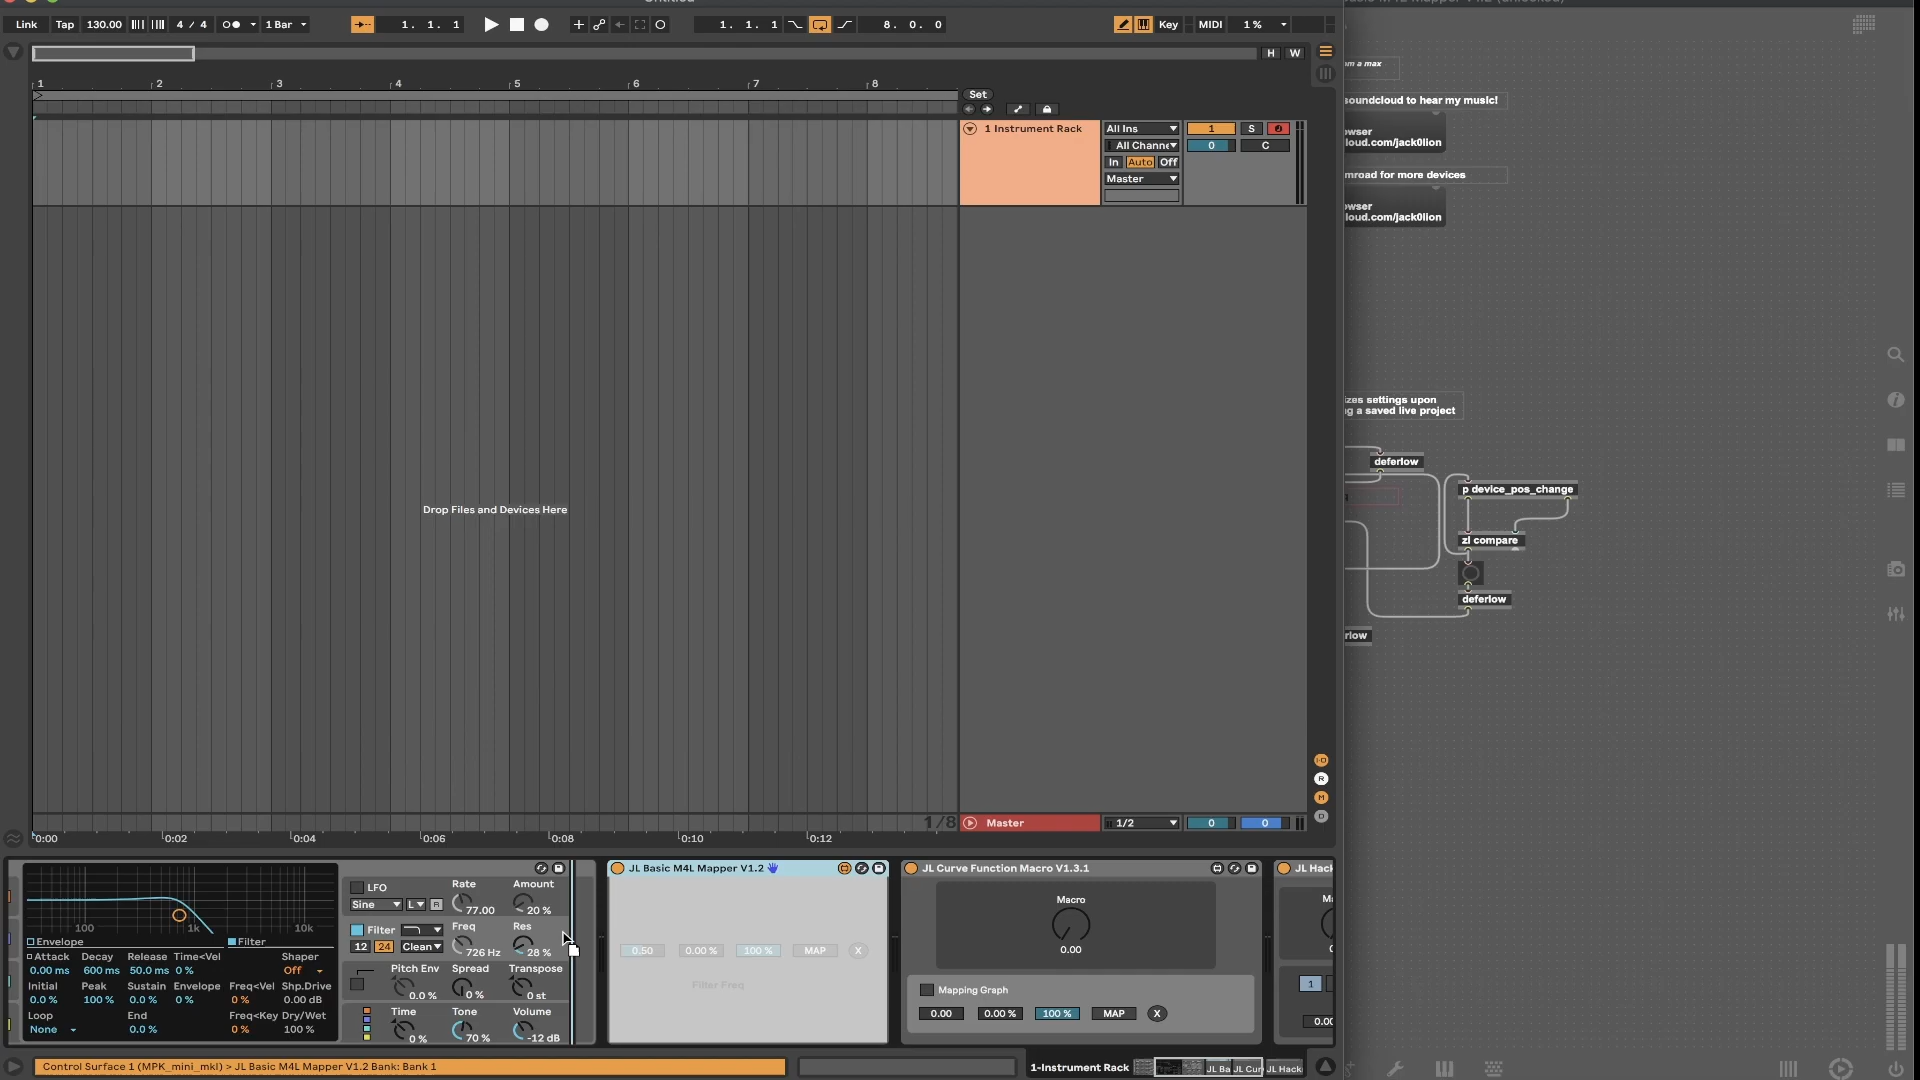 Link Tap 130.00 4 / 4 1 Bar 1. 1. 1 1. 1. 1 8. 0. 0 Key MIDI 1 %
H W
1 2 3 4 5 6 7 8
Set
1 Instrument Rack All Ins 1 S
All Channe 0 C
In Auto Off
Master
Drop Files and Devices Here
1/8
Master 1/2 0 0
0:00 0:02 0:04 0:06 0:08 0:10 0:12
R
M
D
soundcloud to hear my music!
cloud.com/jack0lion
mroad for more devices
cloud.com/jack0lion
izes settings upon
g a saved live project
deferlow
p device_pos_change
zl compare
deferlow
rlow
100 1k 10k
Envelope Filter
Attack Decay Release Time<Vel Shaper
0.00 ms 600 ms 50.0 ms 0 % Off
Initial Peak Sustain Envelope Freq<Vel Shp.Drive
0.0 % 100 % 0.0 % 0 % 0 % 0.00 dB
Loop End Freq<Key Dry/Wet
None 0.0 % 0 % 100 %
LFO Rate Amount
Sine L R 77.00 20 %
Filter Freq Res
12 24 Clean 726 Hz 28 %
Pitch Env Spread Transpose
0.0 % 0 % 0 st
Time Tone Volume
0 % 70 % -12 dB
JL Basic M4L Mapper V1.2
0.50 0.00 % 100 % MAP X
Filter Freq
JL Curve Function Macro V1.3.1
Macro
0.00
Mapping Graph
0.00 0.00 % 100 % MAP X
JL Hack
1
Control Surface 1 (MPK_mini_mkI) > JL Basic M4L Mapper V1.2 Bank: Bank 1
1-Instrument Rack JL Ba JL Cur JL Hack